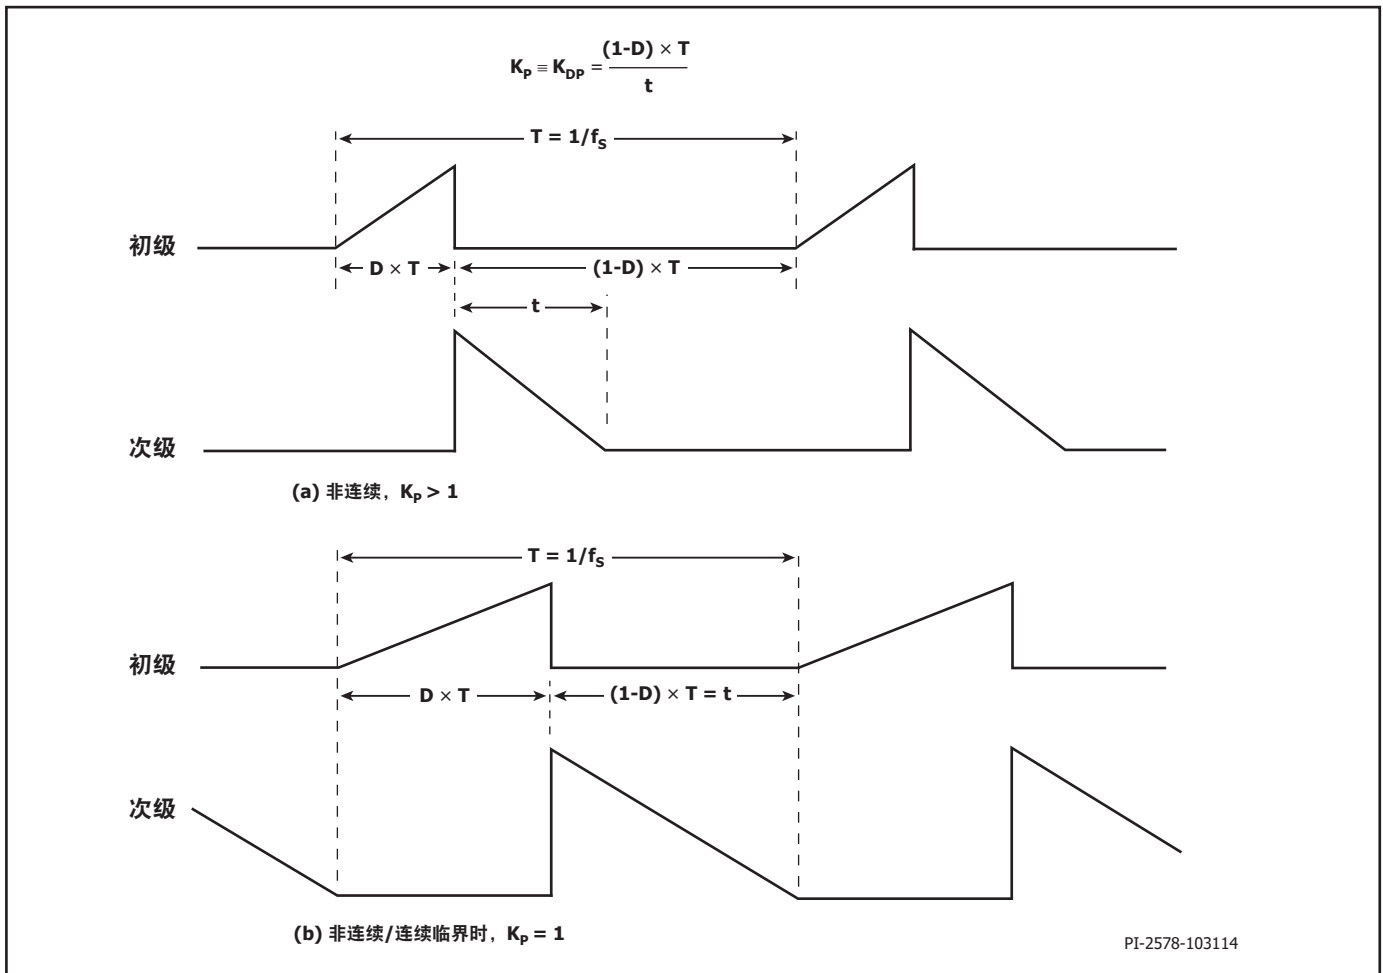 K_P ≡ K_DP = (1-D) × T / t
T = 1/f_S
初级
D × T
(1-D) × T
t
次级
(a) 非连续，K_P > 1
T = 1/f_S
初级
D × T
(1-D) × T = t
次级
(b) 非连续/连续临界时，K_P = 1
PI-2578-103114